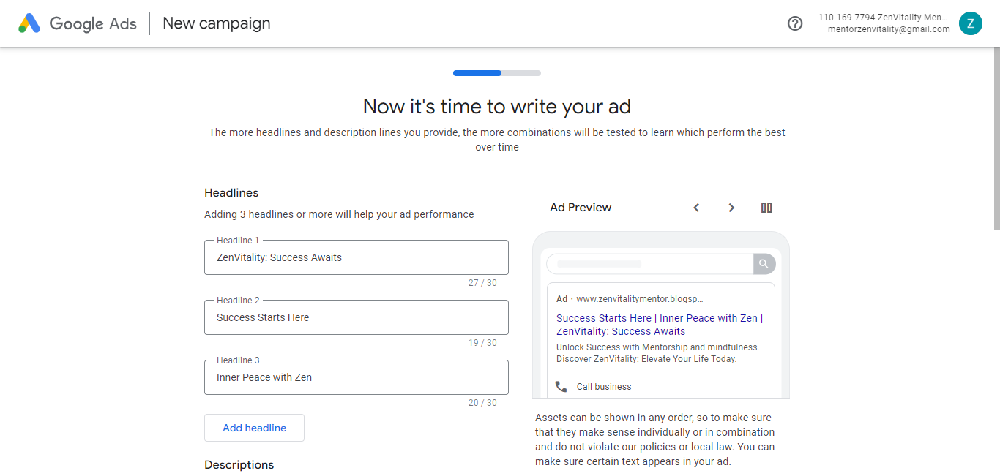 Google Ads
New campaign
110-169-7794 ZenVitality Men...
mentorzenvitality@gmail.com
Z
Now it's time to write your ad
The more headlines and description lines you provide, the more combinations will be tested to learn which perform the best
over time
Headlines
Adding 3 headlines or more will help your ad performance
Headline 1
ZenVitality: Success Awaits
27 / 30
Headline 2
Success Starts Here
19 / 30
Headline 3
Inner Peace with Zen
20 / 30
Add headline
Descriptions
Ad Preview
Ad · www.zenvitalitymentor.blogsp...
Success Starts Here | Inner Peace with Zen |
ZenVitality: Success Awaits
Unlock Success with Mentorship and mindfulness.
Discover ZenVitality: Elevate Your Life Today.
Call business
Assets can be shown in any order, so to make sure
that they make sense individually or in combination
and do not violate our policies or local law. You can
make sure certain text appears in your ad.